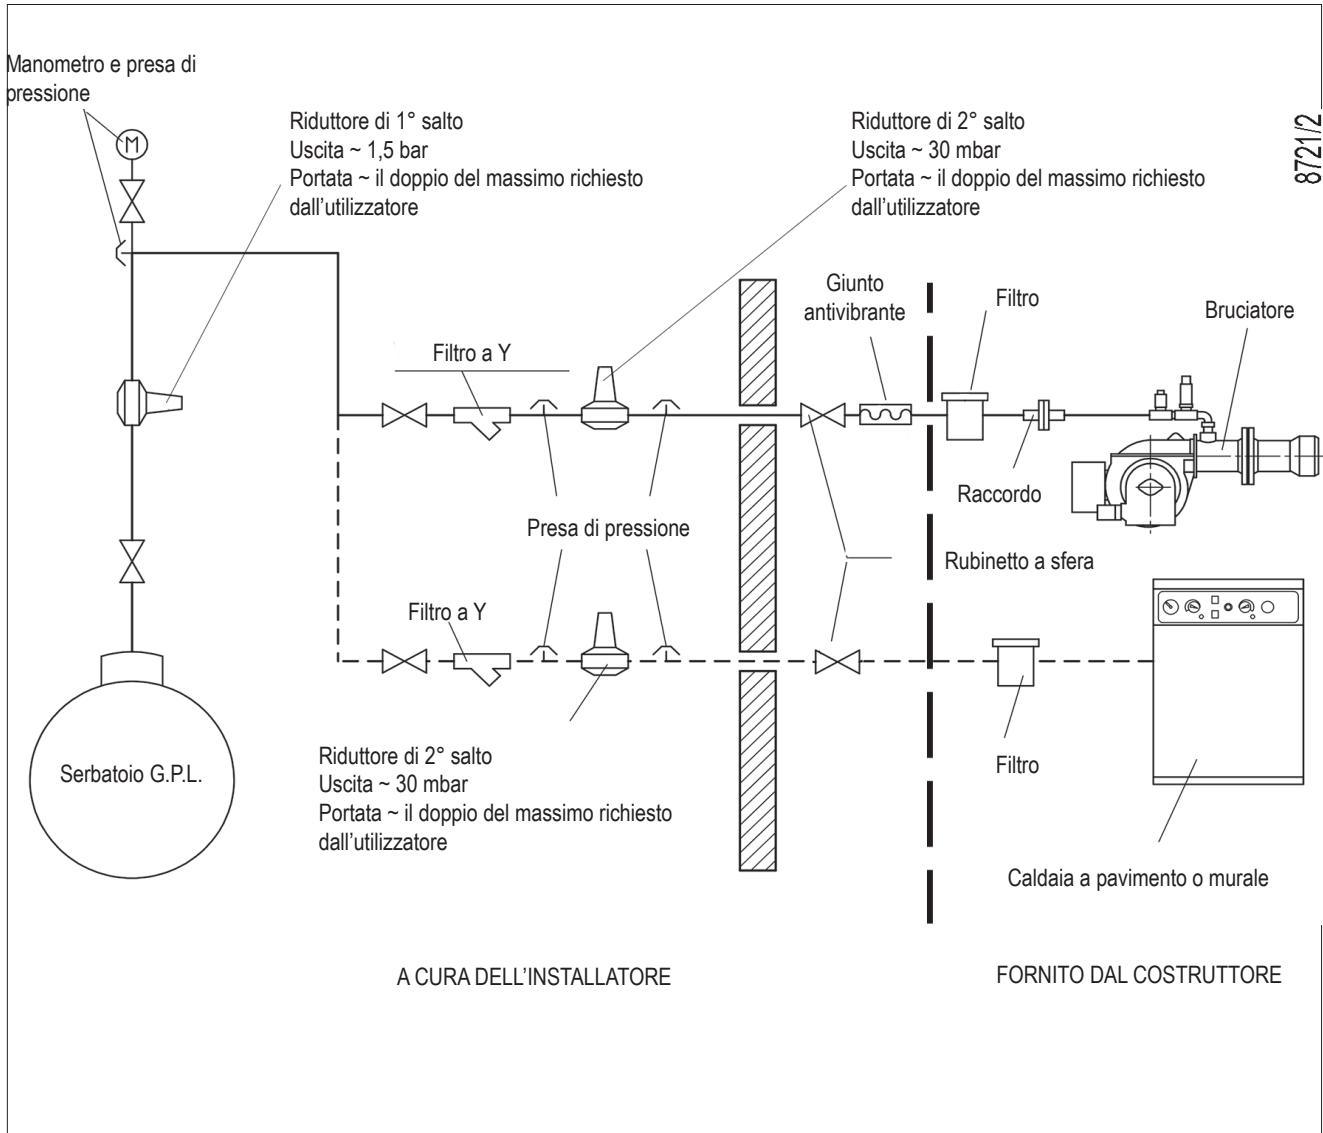 Manometro e presa di
pressione
M
Riduttore di 1° salto
Uscita ~ 1,5 bar
Portata ~ il doppio del massimo richiesto
dall'utilizzatore
Riduttore di 2° salto
Uscita ~ 30 mbar
Portata ~ il doppio del massimo richiesto
dall'utilizzatore
8721/2
Giunto
antivibrante
Filtro
Bruciatore
Filtro a Y
Raccordo
Presa di pressione
Rubinetto a sfera
Filtro a Y
Serbatoio G.P.L.
Riduttore di 2° salto
Uscita ~ 30 mbar
Portata ~ il doppio del massimo richiesto
dall'utilizzatore
Filtro
Caldaia a pavimento o murale
A CURA DELL'INSTALLATORE
FORNITO DAL COSTRUTTORE